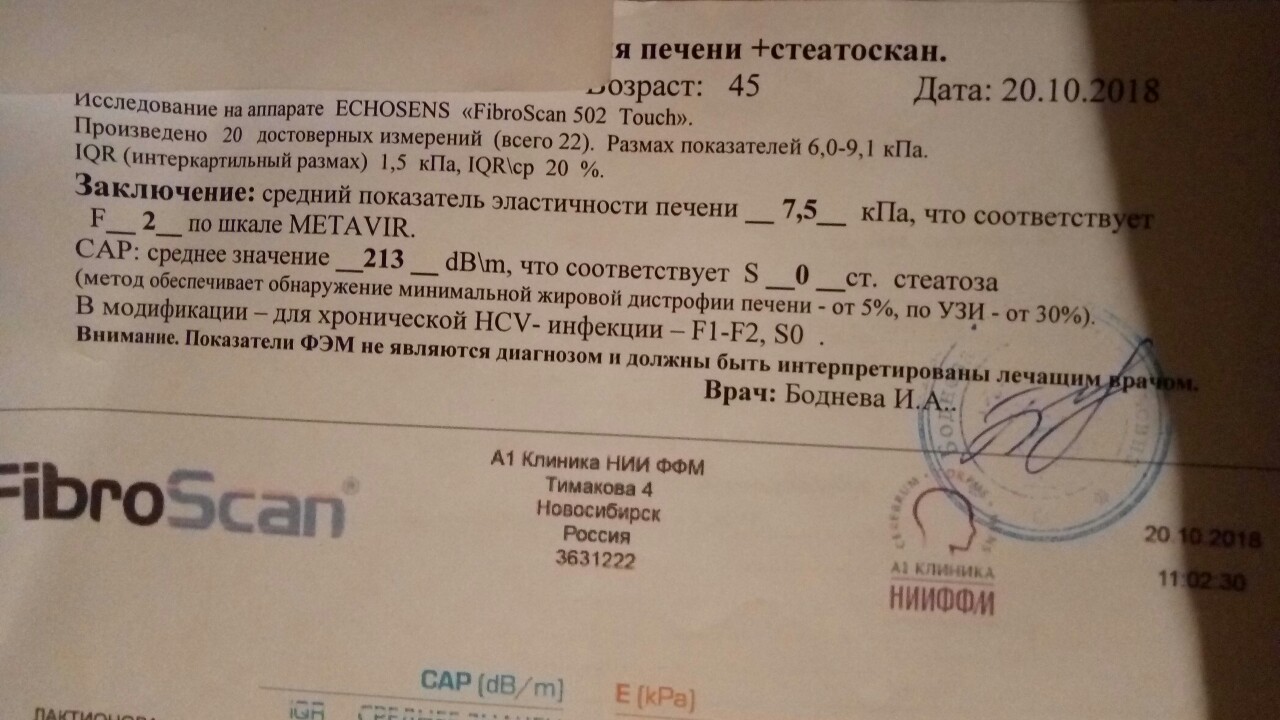 я печени +стеатоскан.
Возраст: 45 Дата: 20.10.2018
Исследование на аппарате ECHOSENS «FibroScan 502 Touch».
Произведено 20 достоверных измерений (всего 22). Размах показателей 6,0-9,1 кПа.
IQR (интеркартильный размах) 1,5 кПа, IQR\ср 20 %.
Заключение: средний показатель эластичности печени __ 7,5__ кПа, что соответствует
F__ 2__ по шкале METAVIR.
CAP: среднее значение __213 __ dB\m, что соответствует S __0 __ст. стеатоза
(метод обеспечивает обнаружение минимальной жировой дистрофии печени - от 5%, по УЗИ - от 30%).
В модификации – для хронической HCV- инфекции – F1-F2, S0 .
Внимание. Показатели ФЭМ не являются диагнозом и должны быть интерпретированы лечащим врачом.
Врач: Боднева И.А..
FibroScan®
А1 Клиника НИИ ФФМ
Тимакова 4
Новосибирск
Россия
3631222
А1 КЛИНИКА
НИИФФМ
20.10.2018
11:02:30
CAP (dB/m) E (kPa)
IQR